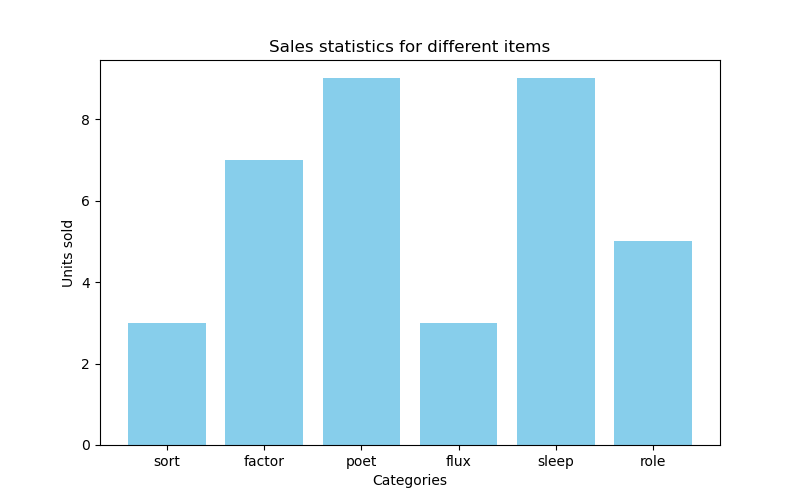 Sales statistics for different items
Units sold
8
6
4
2
0
sort factor poet flux sleep role
Categories